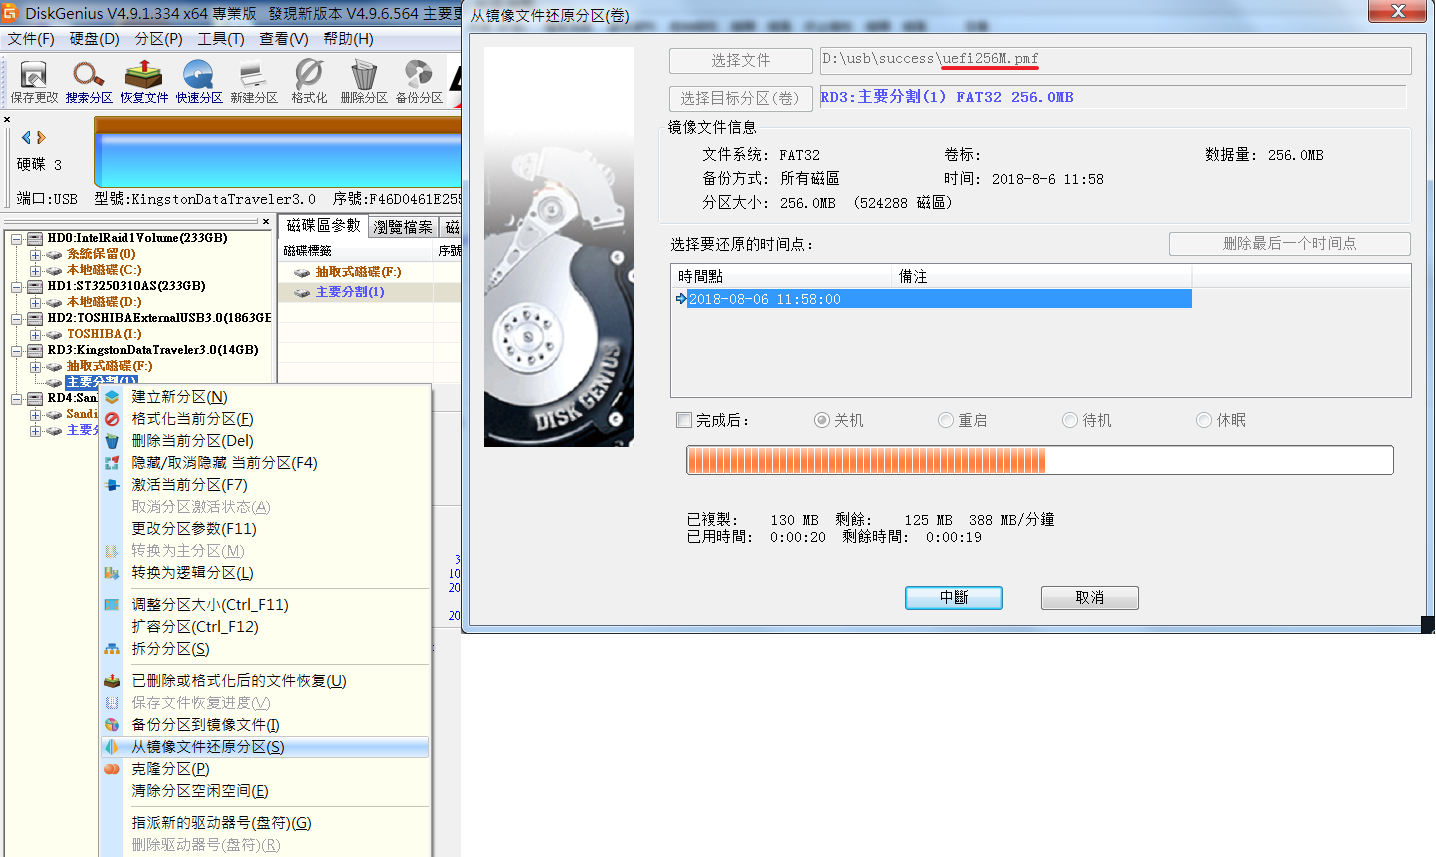 DiskGenius V4.9.1.334 x64 專業版   發現新版本 V4.9.6.564 主要更
文件(F)  硬盘(D)  分区(P)  工具(T)  查看(V)  帮助(H)
保存更改 搜索分区 恢复文件 快速分区 新建分区 格式化 删除分区 备份分区
硬碟 3
端口:USB  型號:KingstonDataTraveler3.0  序號:F46D0461E255
HD0:IntelRaid1Volume(233GB)
系統保留(0)
本地磁碟(C:)
HD1:ST3250310AS(233GB)
本地磁碟(D:)
HD2:TOSHIBAExternalUSB3.0(1863GB
TOSHIBA(I:)
RD3:KingstonDataTraveler3.0(14GB)
抽取式磁碟(F:)
主要分割(1)
RD4:San
Sandi
主要
磁碟區參數 瀏覽檔案 磁
磁碟標籤 序號
抽取式磁碟(F:)
主要分割(1)
3
10
20
20
建立新分区(N)
格式化当前分区(F)
删除当前分区(Del)
隐藏/取消隐藏 当前分区(F4)
激活当前分区(F7)
取消分区激活状态(A)
更改分区参数(F11)
转换为主分区(M)
转换为逻辑分区(L)
调整分区大小(Ctrl_F11)
扩容分区(Ctrl_F12)
拆分分区(S)
已删除或格式化后的文件恢复(U)
保存文件恢复进度(V)
备份分区到镜像文件(I)
从镜像文件还原分区(S)
克隆分区(P)
清除分区空闲空间(E)
指派新的驱动器号(盘符)(G)
删除驱动器号(盘符)(R)
从镜像文件还原分区(卷)
选择文件 D:\usb\success\uefi256M.pmf
选择目标分区(卷) RD3:主要分割(1) FAT32 256.0MB
镜像文件信息
文件系统: FAT32 卷标: 数据量: 256.0MB
备份方式: 所有磁區 时间: 2018-8-6 11:58
分区大小: 256.0MB (524288 磁區)
选择要还原的时间点: 删除最后一个时间点
時間點 備注
2018-08-06 11:58:00
DISK GENIUS
完成后: 关机 重启 待机 休眠
已複製: 130 MB 剩餘: 125 MB 388 MB/分鐘
已用時間: 0:00:20 剩餘時間: 0:00:19
中斷 取消